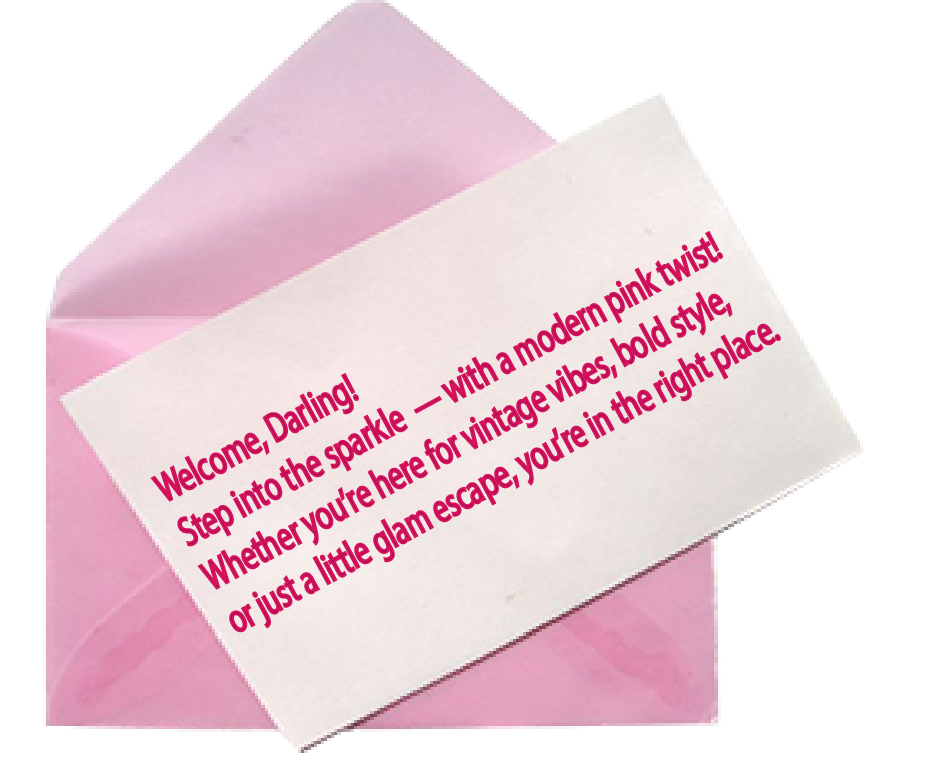 Welcome, Darling!
Step into the sparkle — with a modern pink twist!
Whether you're here for vintage vibes, bold style,
or just a little glam escape, you're in the right place.